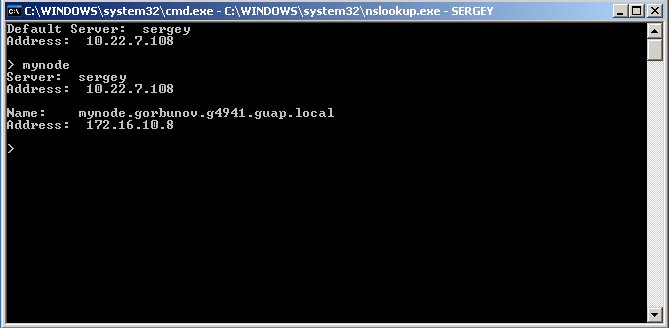 C:\WINDOWS\system32\cmd.exe - C:\WINDOWS\system32\nslookup.exe - SERGEY
Default Server:  sergey
Address:  10.22.7.108
> mynode
Server:  sergey
Address:  10.22.7.108
Name:    mynode.gorbunov.g4941.guap.local
Address:  172.16.10.8
>